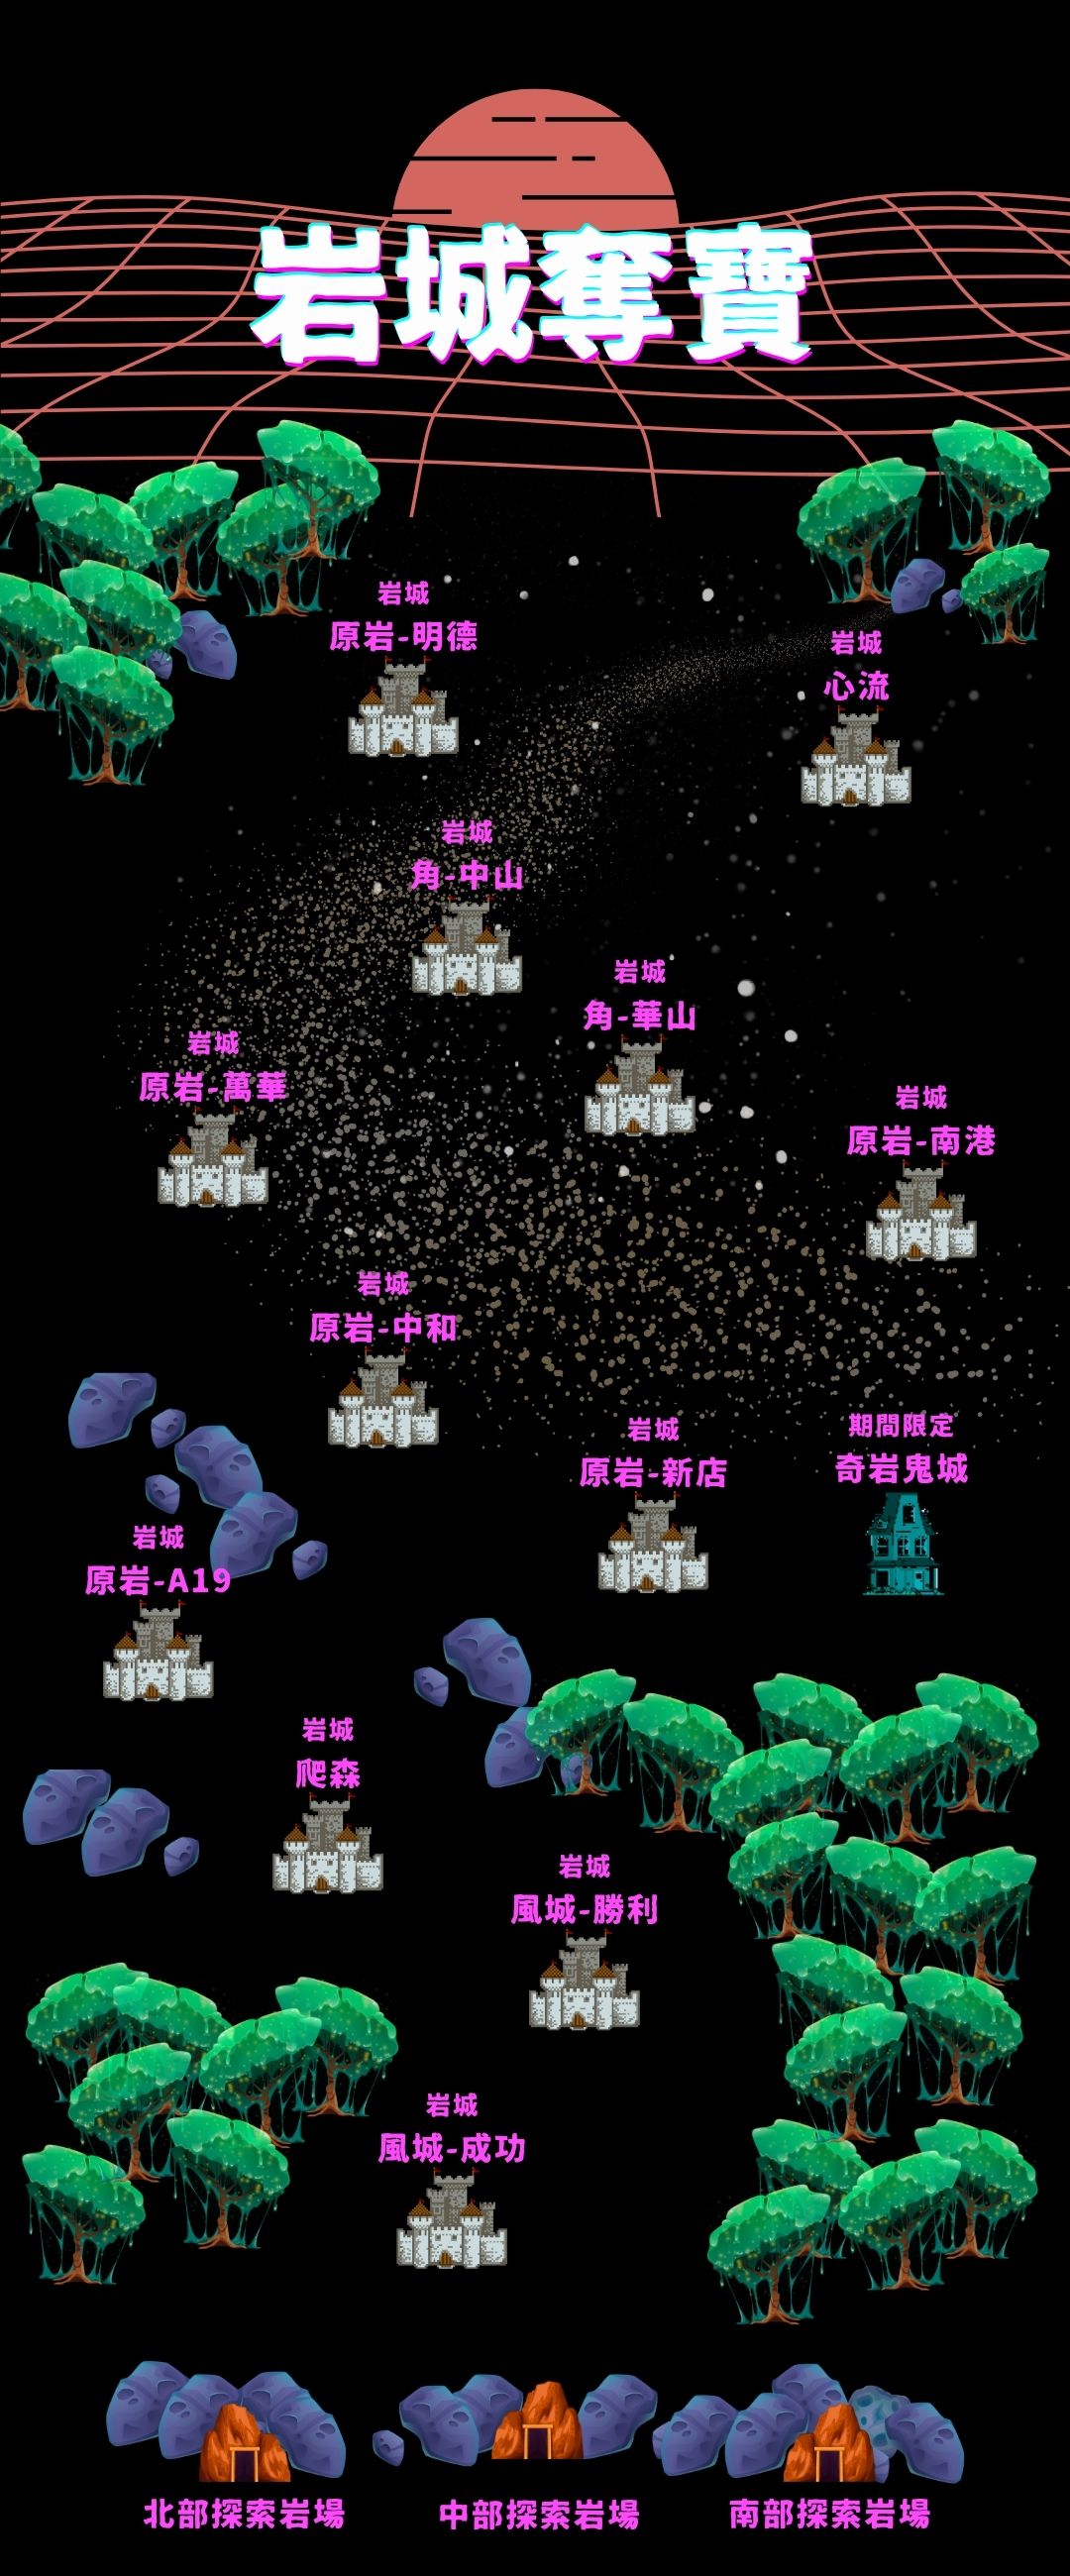 岩城奪寶
岩城
原岩-明德
岩城
心流
岩城
角-中山
岩城
角-華山
岩城
原岩-萬華
岩城
原岩-南港
岩城
原岩-中和
岩城
原岩-新店
期間限定
奇岩鬼城
岩城
原岩-A19
岩城
爬森
岩城
風城-勝利
岩城
風城-成功
北部探索岩場
中部探索岩場
南部探索岩場